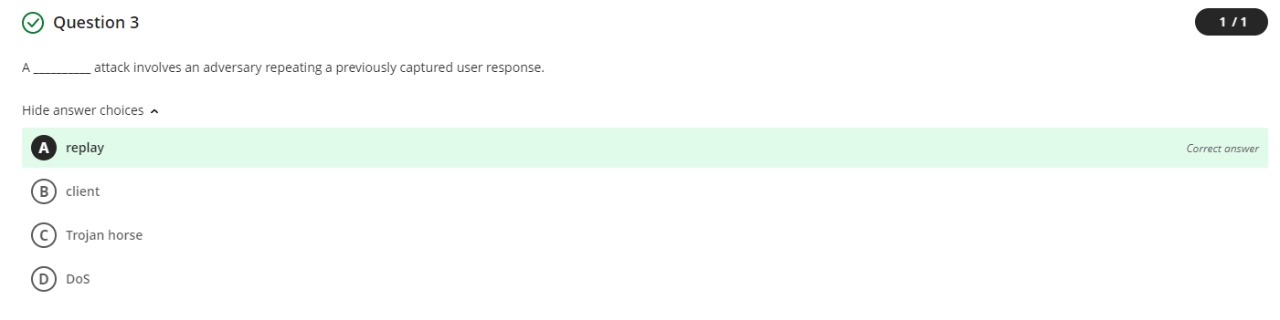 Question 3
1 / 1
A __________ attack involves an adversary repeating a previously captured user response.
Hide answer choices
A replay
Correct answer
B client
C Trojan horse
D DoS